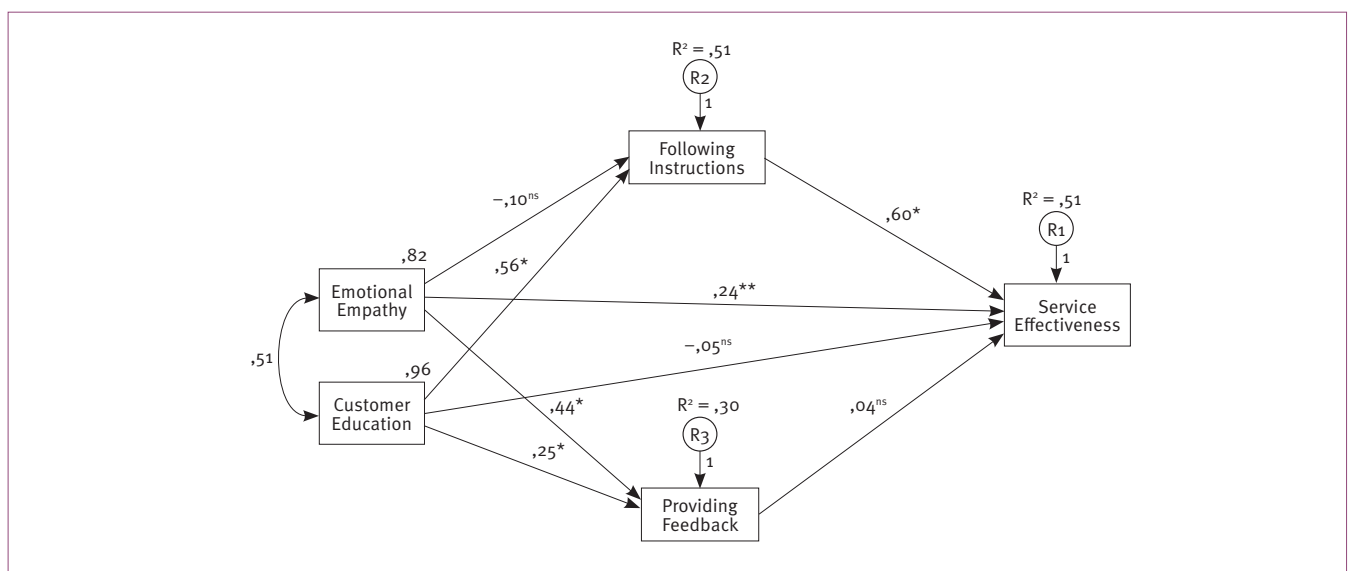 R² = ,51
R2
1
Following
Instructions
–,10ⁿˢ
,60*
R² = ,51
R1
1
,82
,56*
Emotional
Empathy
,24**
Service
Effectiveness
,51
–,05ⁿˢ
,96
Customer
Education
,44*
R² = ,30
,04ⁿˢ
R3
,25*
1
Providing
Feedback